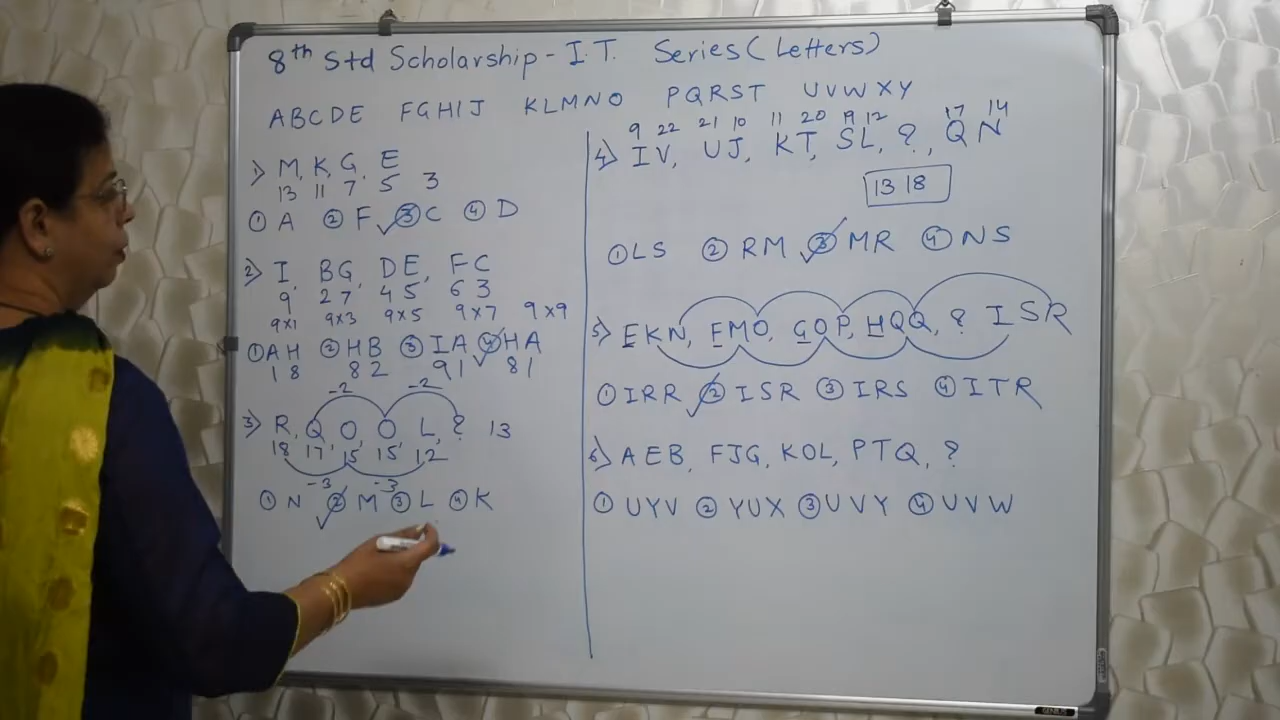 8th Std Scholarship - I.T. Series (Letters)
ABCDE FGHIJ KLMNO PQRST UVWXY
1) M, K, G, E
13 11 7 5 3
① A ② F ③ C ④ D
2) I, BG, DE, FC
9 27 45 63
9x1 9x3 9x5 9x7 9x9
① AH ② HB ③ IA ④ HA
18 82 91 81
-2 -2
3) R, Q, O, O, L, ? 13
18 17 15 15 12
-3 -3
① N ② M ③ L ④ K
9 22 21 10 11 20 19 12 17 14
4) IV, UJ, KT, SL, ?, QN
13 18
① LS ② RM ③ MR ④ NS
5) EKN, FMO, GOP, HQQ, ? ISR
① IRR ② ISR ③ IRS ④ ITR
6) AEB, FJG, KOL, PTQ, ?
① UYV ② YUX ③ UVY ④ UVW